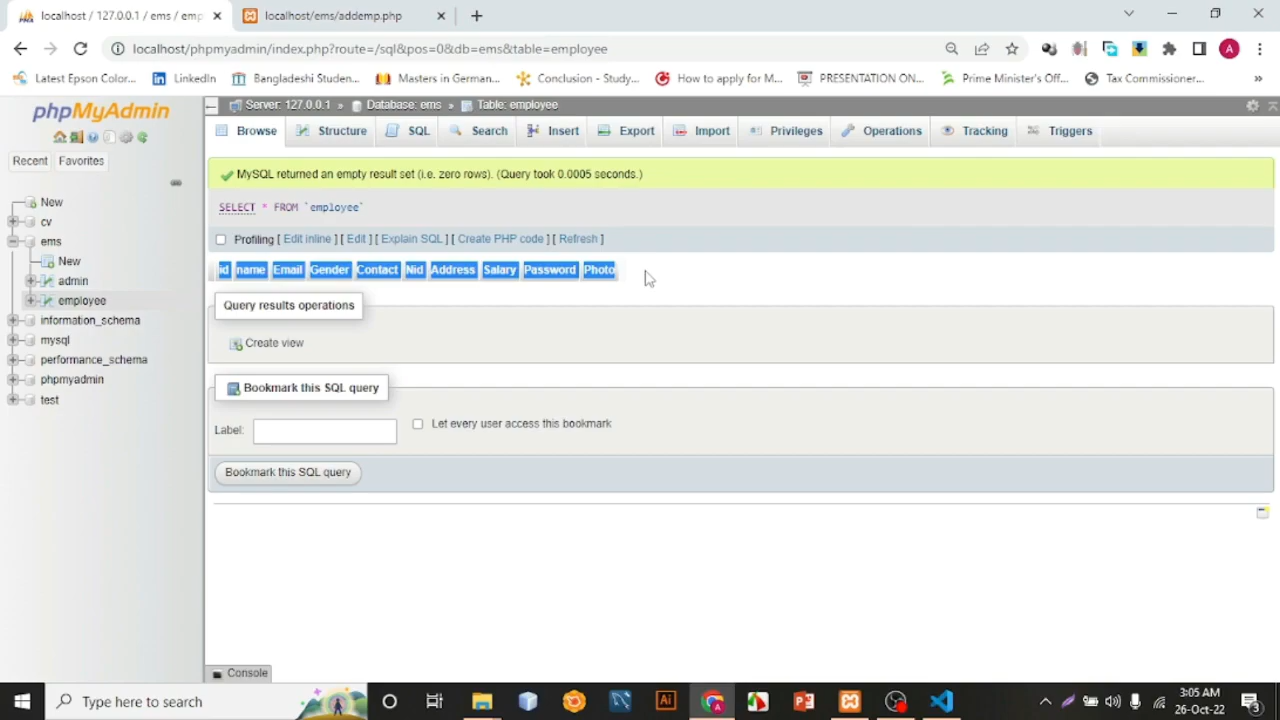 localhost / 127.0.0.1 / ems / emp
localhost/ems/addemp.php
localhost/phpmyadmin/index.php?route=/sql&pos=0&db=ems&table=employee
A
Latest Epson Color...
LinkedIn
Bangladeshi Studen...
Masters in German...
Conclusion - Study...
How to apply for M...
PRESENTATION ON...
Prime Minister's Off...
Tax Commissioner...
»
phpMyAdmin
Recent
Favorites
New
cv
ems
New
admin
employee
information_schema
mysql
performance_schema
phpmyadmin
test
Server: 127.0.0.1 » Database: ems » Table: employee
Browse
Structure
SQL
Search
Insert
Export
Import
Privileges
Operations
Tracking
Triggers
MySQL returned an empty result set (i.e. zero rows). (Query took 0.0005 seconds.)
SELECT * FROM `employee`
Profiling [ Edit inline ] [ Edit ] [ Explain SQL ] [ Create PHP code ] [ Refresh ]
id name Email Gender Contact Nid Address Salary Password Photo
Query results operations
Create view
Bookmark this SQL query
Label:
Let every user access this bookmark
Bookmark this SQL query
Console
Type here to search
Ai
3:05 AM
26-Oct-22
3